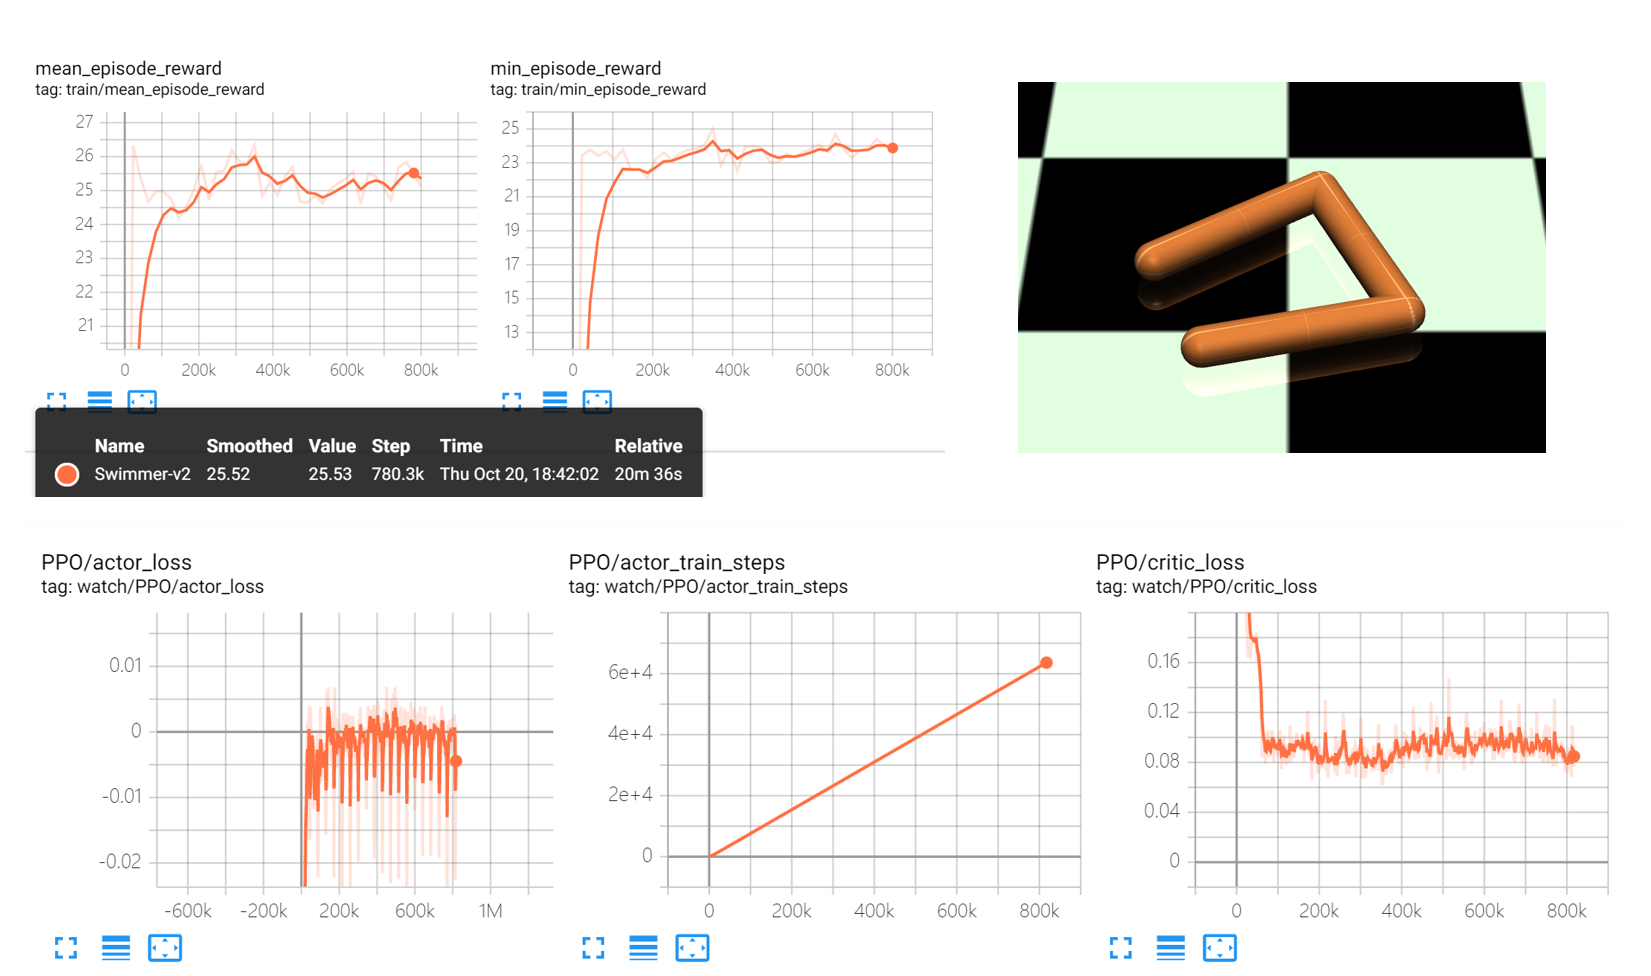 mean_episode_reward
tag: train/mean_episode_reward
27
26
25
24
23
22
21
0 200k 400k 600k 800k
min_episode_reward
tag: train/min_episode_reward
25
23
21
19
17
15
13
0 200k 400k 600k 800k
Name Smoothed Value Step Time Relative
Swimmer-v2 25.52 25.53 780.3k Thu Oct 20, 18:42:02 20m 36s
PPO/actor_loss
tag: watch/PPO/actor_loss
0.01
0
-0.01
-0.02
-600k -200k 200k 600k 1M
PPO/actor_train_steps
tag: watch/PPO/actor_train_steps
6e+4
4e+4
2e+4
0
0 200k 400k 600k 800k
PPO/critic_loss
tag: watch/PPO/critic_loss
0.16
0.12
0.08
0.04
0
0 200k 400k 600k 800k